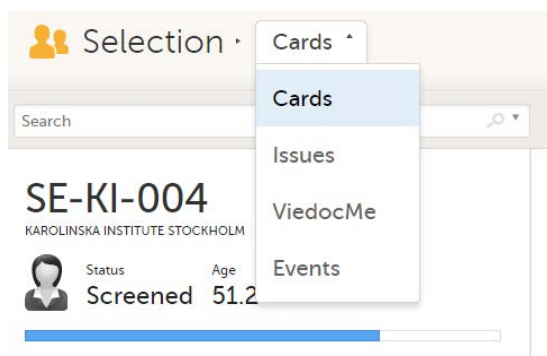 Selection
Cards
Cards
Search
Issues
SE-KI-004
ViedocMe
KAROLINSKA INSTITUTE STOCKHOLM
Status Age
Events
Screened 51.2